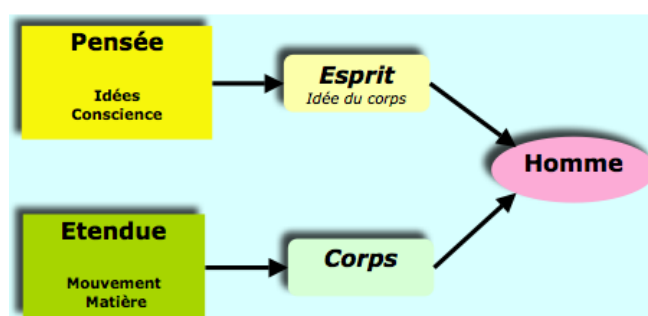 Pensée
Idées
Conscience
Esprit
Idée du corps
Homme
Etendue
Mouvement
Matière
Corps